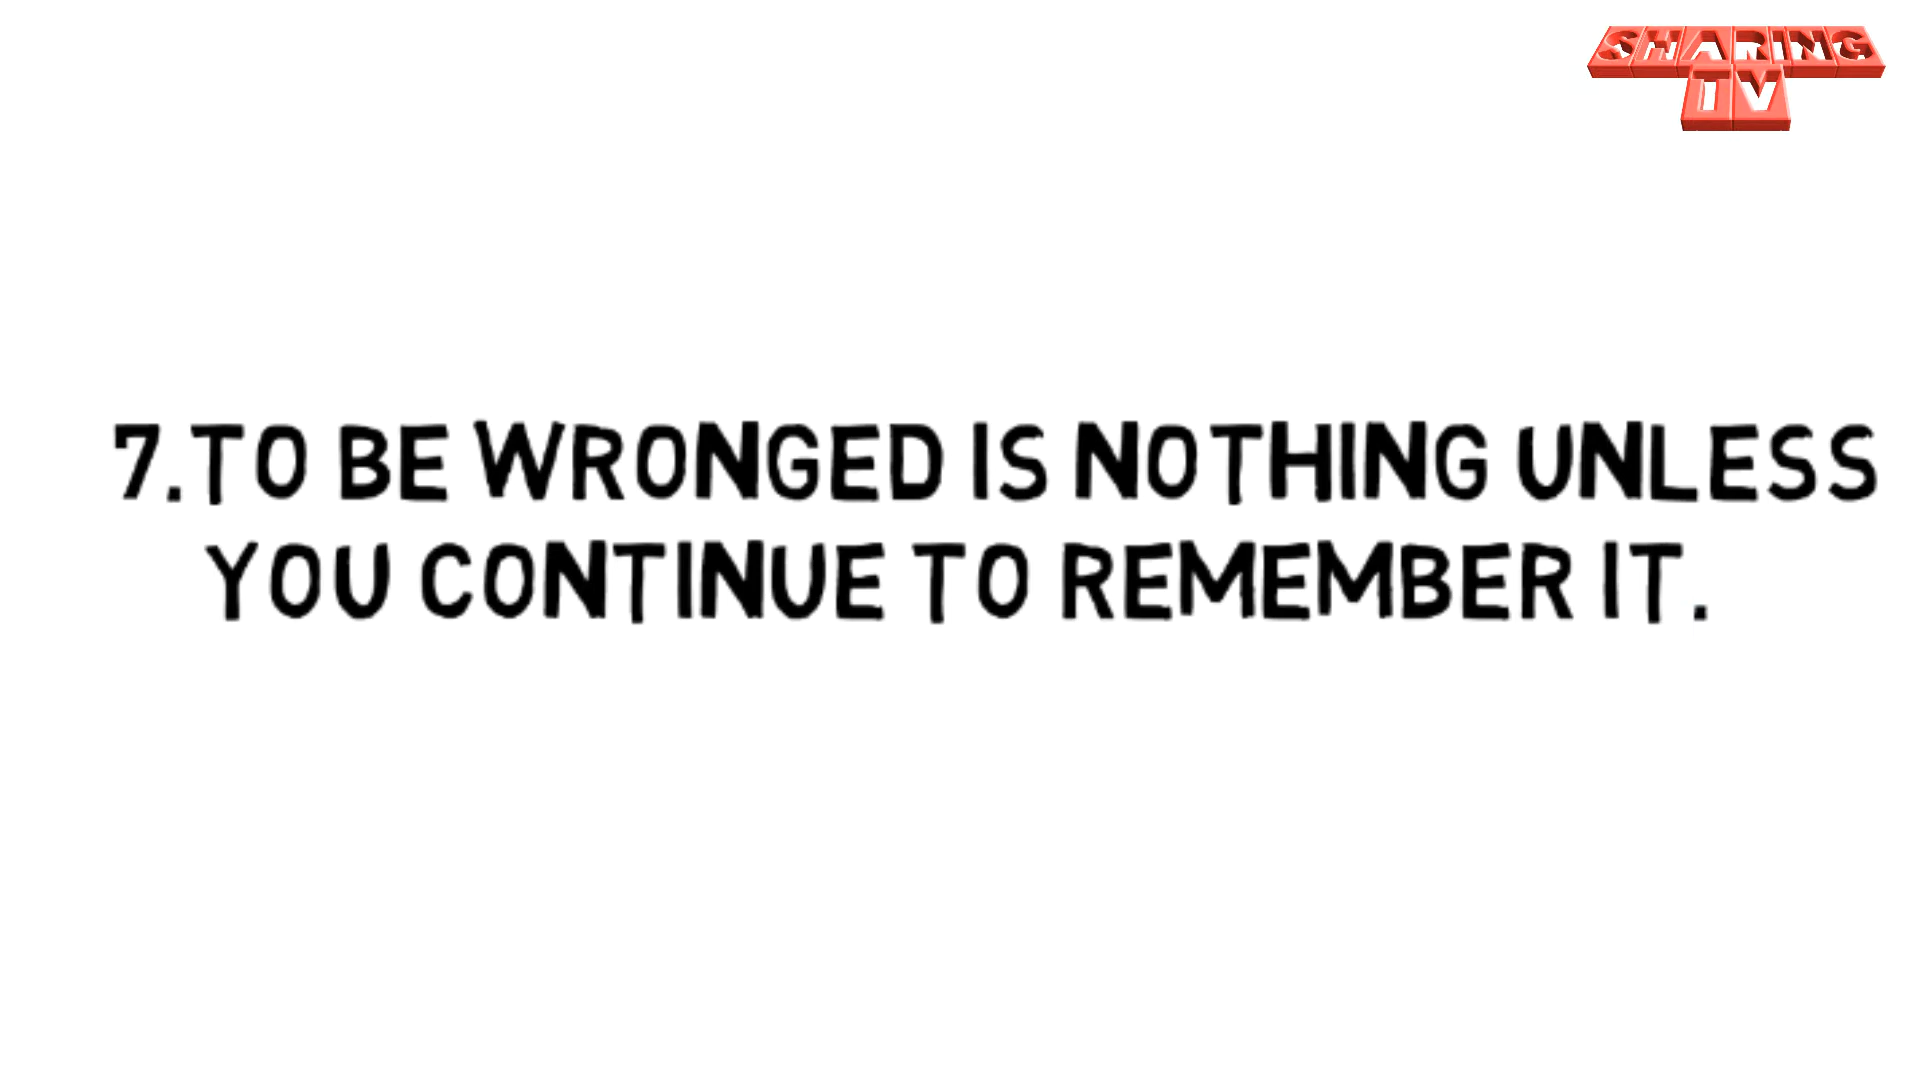 SHARING
TV
7.TO BE WRONGED IS NOTHING UNLESS
YOU CONTINUE TO REMEMBER IT.